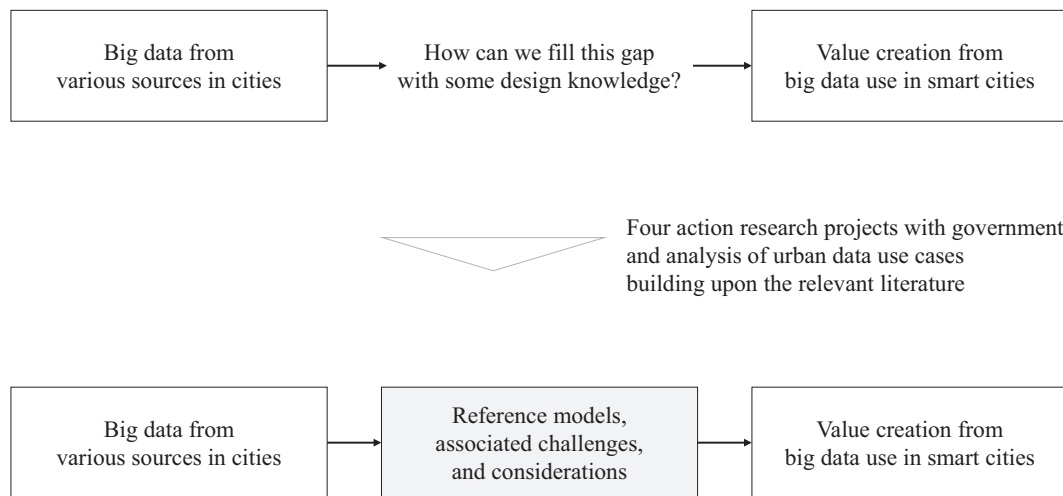 Big data from
various sources in cities
How can we fill this gap
with some design knowledge?
Value creation from
big data use in smart cities
Four action research projects with government
and analysis of urban data use cases
building upon the relevant literature
Big data from
various sources in cities
Reference models,
associated challenges,
and considerations
Value creation from
big data use in smart cities